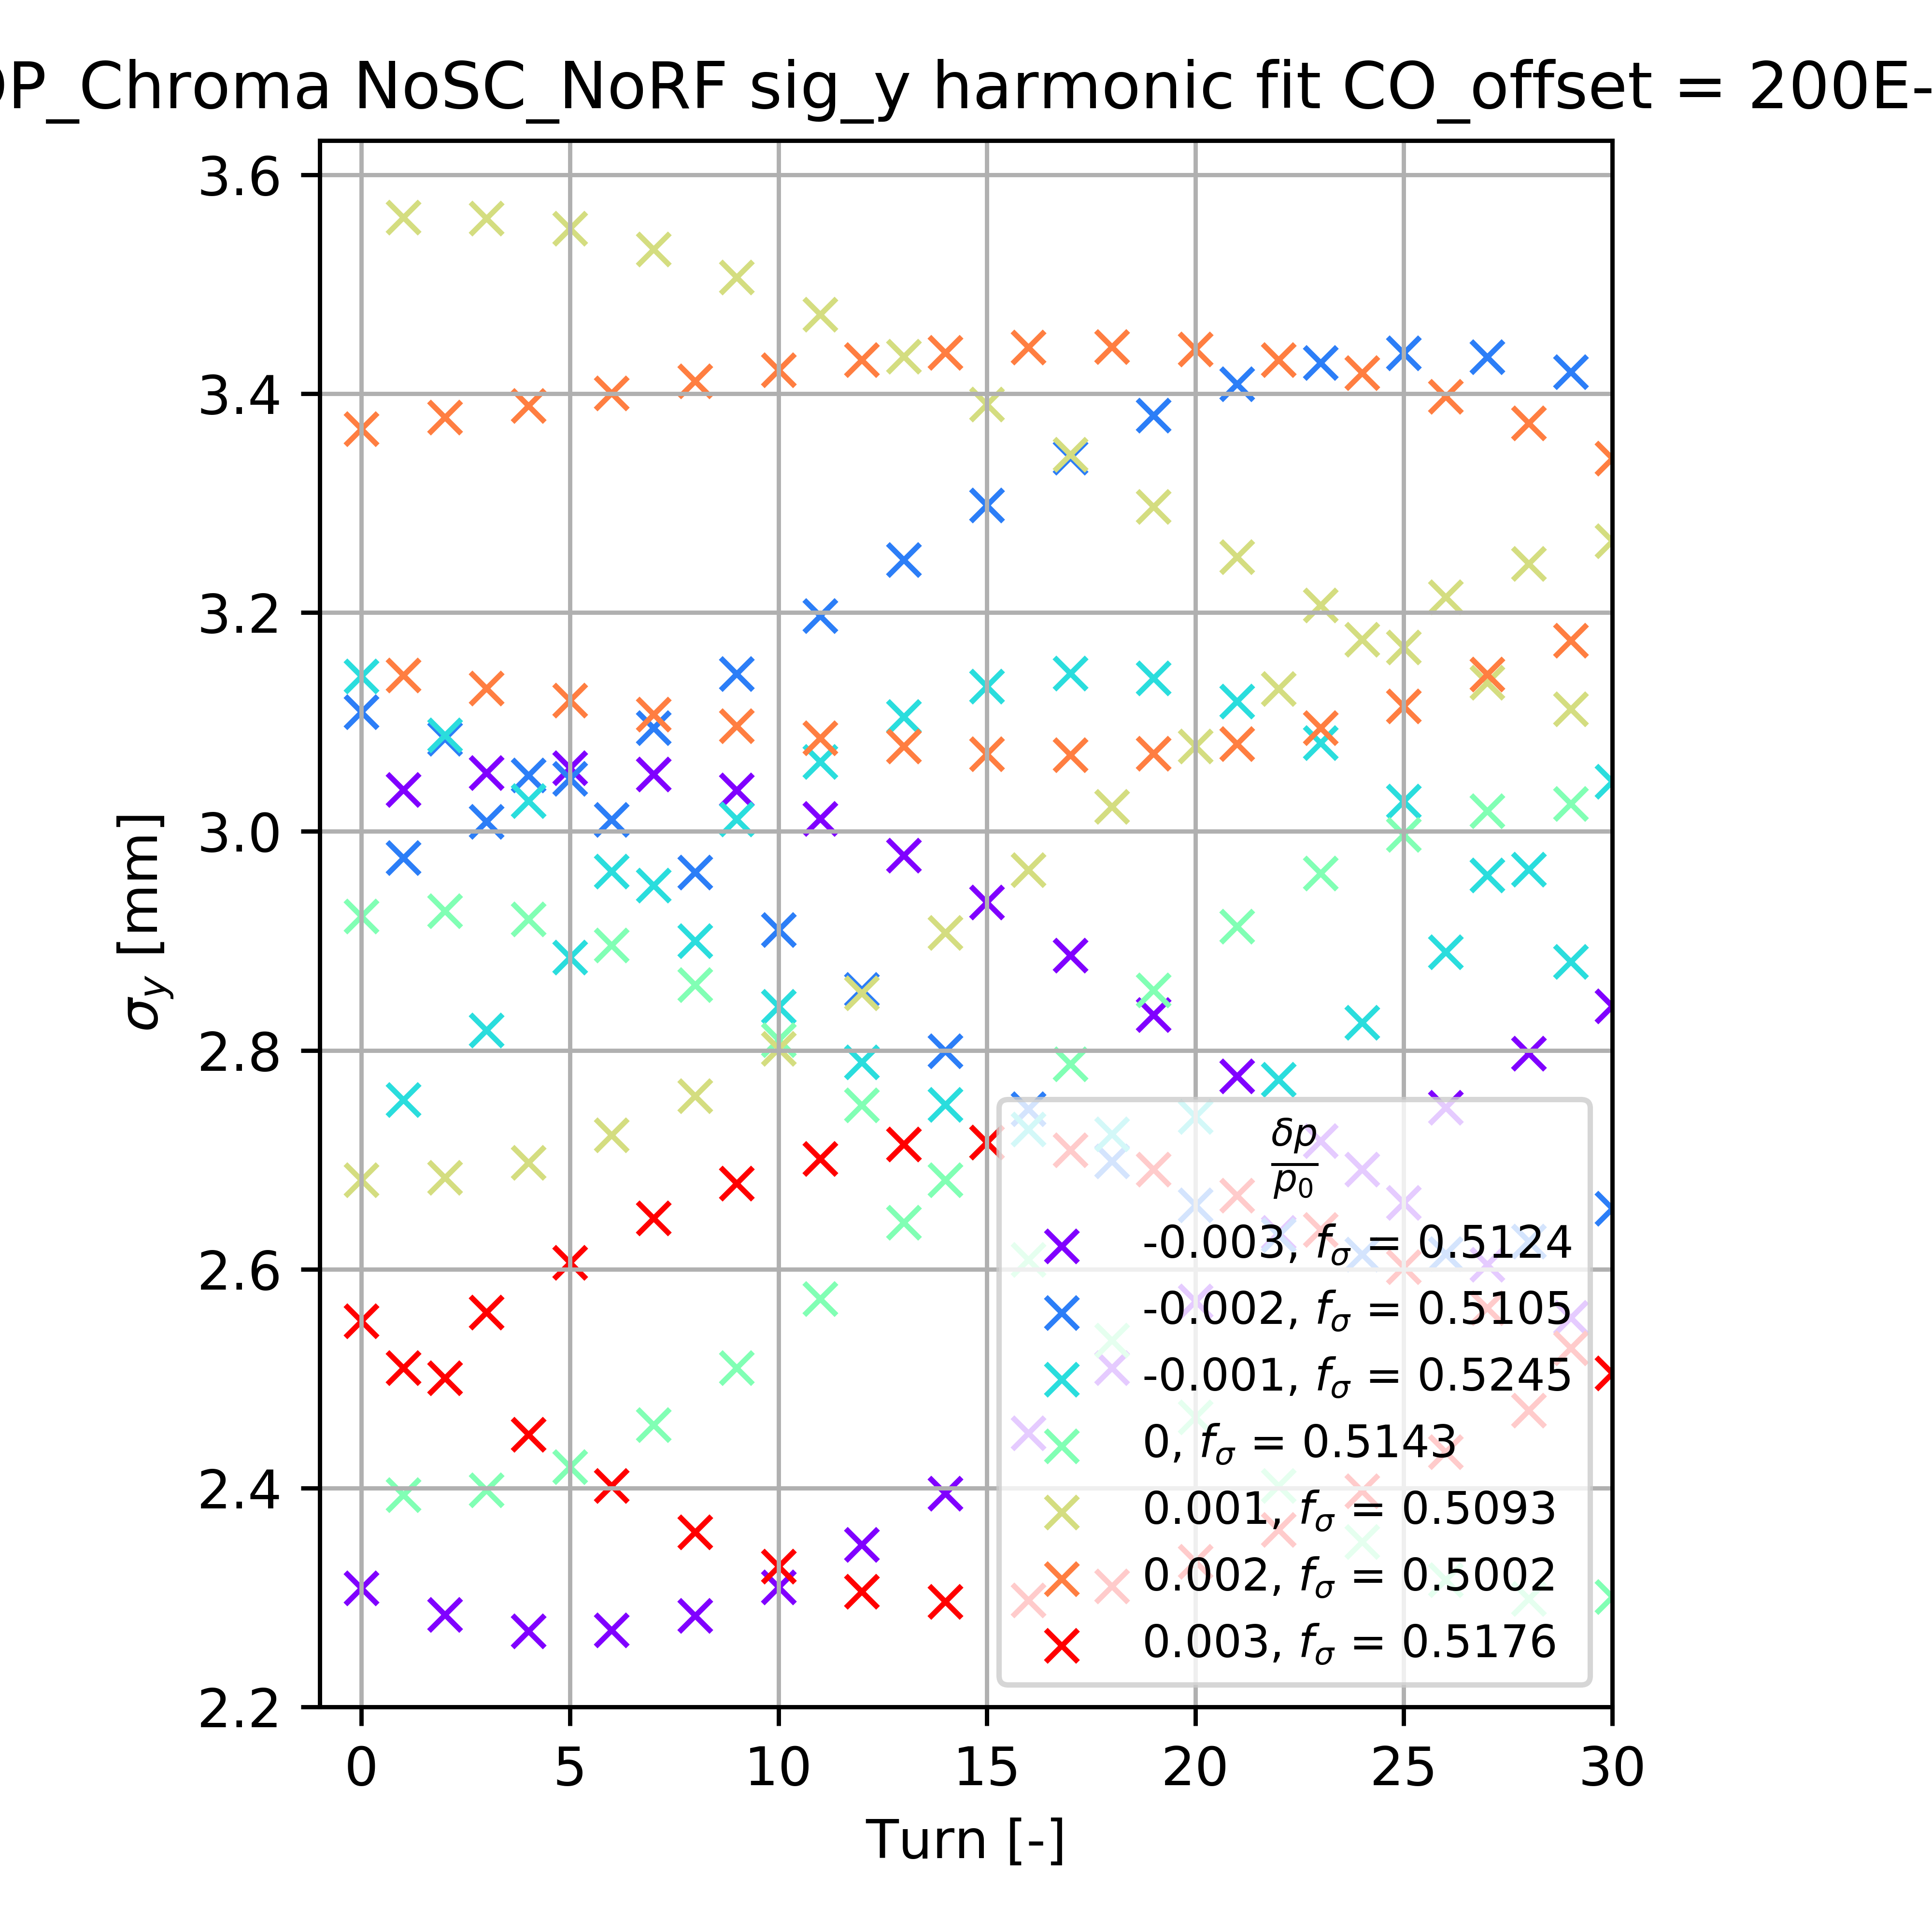 P_Chroma NoSC_NoRF sig_y harmonic fit CO_offset = 200E-
3.6
3.4
3.2
3.0
2.8
2.6
2.4
2.2
σy [mm]
0 5 10 15 20 25 30
Turn [-]
δp
p0
-0.003, fσ = 0.5124
-0.002, fσ = 0.5105
-0.001, fσ = 0.5245
0, fσ = 0.5143
0.001, fσ = 0.5093
0.002, fσ = 0.5002
0.003, fσ = 0.5176